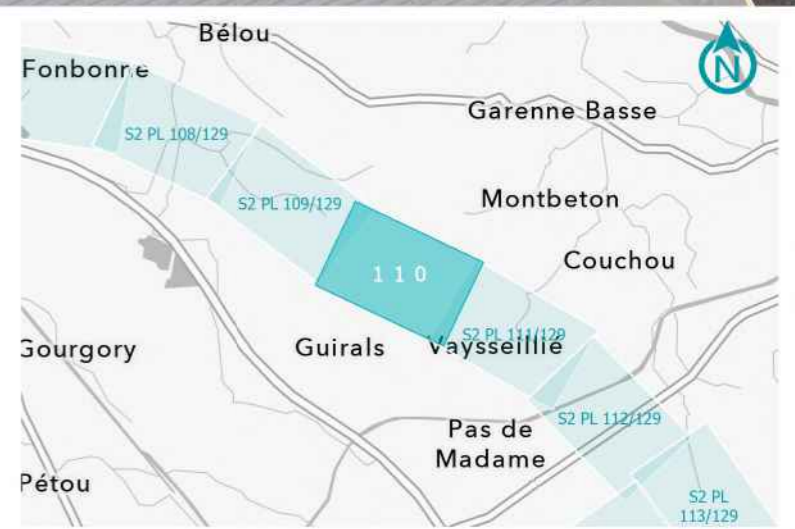 Bélou
N
Fonbonne
Garenne Basse
S2 PL 108/129
Montbeton
S2 PL 109/129
Couchou
1 1 0
S2 PL 111/129
Gourgory
Guirals
Vaysseillié
S2 PL 112/129
Pas de
Madame
Pétou
S2 PL
113/129